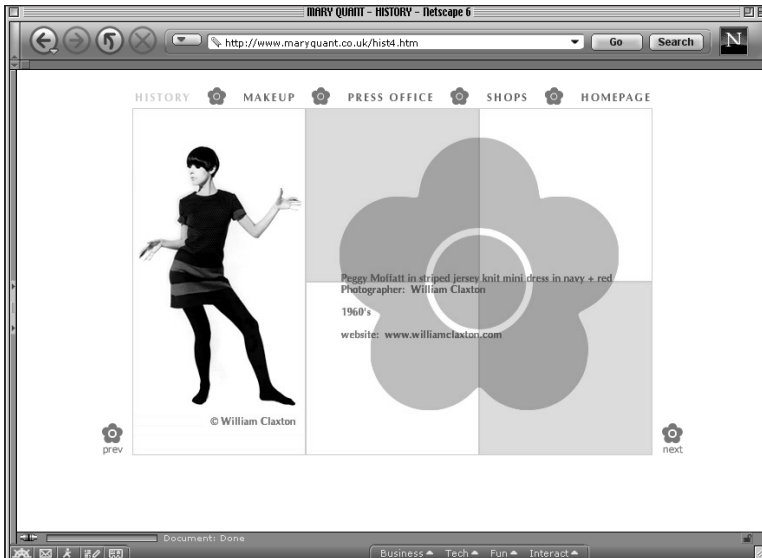 MARY QUANT – HISTORY – Netscape 6
http://www.maryquant.co.uk/hist4.htm
Go
Search
N
HISTORY MAKEUP PRESS OFFICE SHOPS HOMEPAGE
Peggy Moffatt in striped jersey knit mini dress in navy + red
Photographer: William Claxton
1960's
website: www.williamclaxton.com
© William Claxton
prev
next
Document: Done
Business Tech Fun Interact